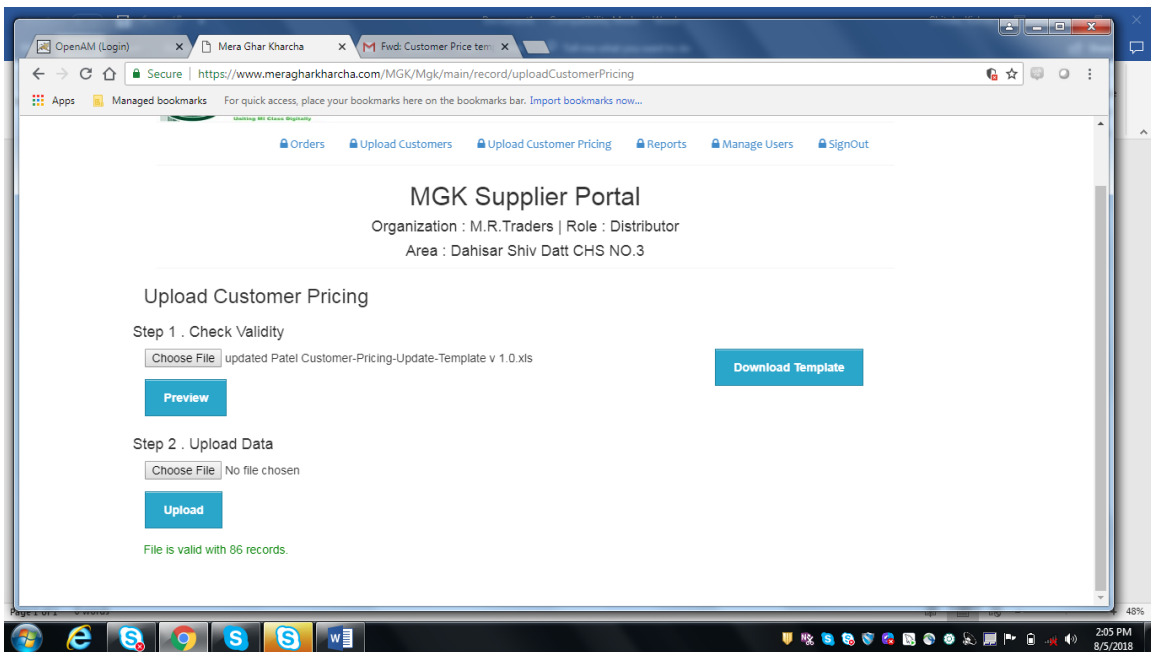 OpenAM (Login)
Mera Ghar Kharcha
Fwd: Customer Price tem
Secure
https://www.meragharkharcha.com/MGK/Mgk/main/record/uploadCustomerPricing
Apps
Managed bookmarks
For quick access, place your bookmarks here on the bookmarks bar. Import bookmarks now...
Orders
Upload Customers
Upload Customer Pricing
Reports
Manage Users
SignOut
MGK Supplier Portal
Organization : M.R.Traders | Role : Distributor
Area : Dahisar Shiv Datt CHS NO.3
Upload Customer Pricing
Step 1 . Check Validity
Choose File updated Patel Customer-Pricing-Update-Template v 1.0.xls
Download Template
Preview
Step 2 . Upload Data
Choose File No file chosen
Upload
File is valid with 86 records.
48%
2:05 PM
8/5/2018